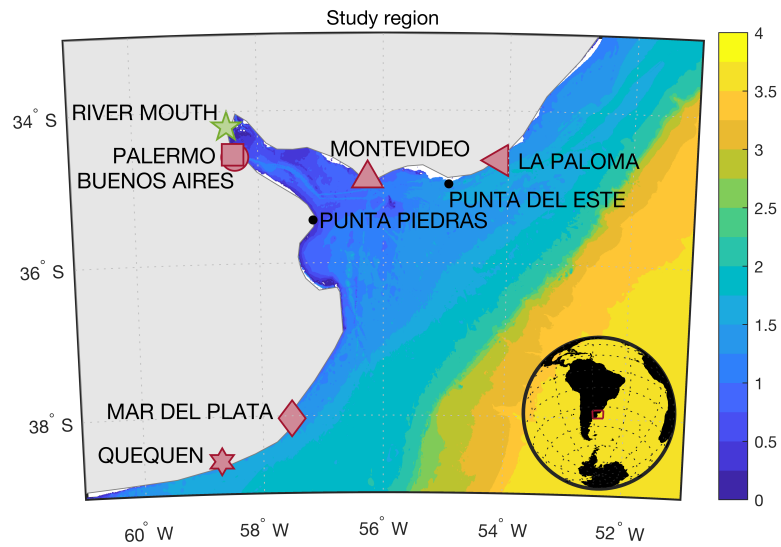 Study region
4
3.5
3
2.5
2
1.5
1
0.5
0
34° S
36° S
38° S
RIVER MOUTH
PALERMO
BUENOS AIRES
MONTEVIDEO
LA PALOMA
PUNTA DEL ESTE
PUNTA PIEDRAS
MAR DEL PLATA
QUEQUEN
60° W
58° W
56° W
54° W
52° W